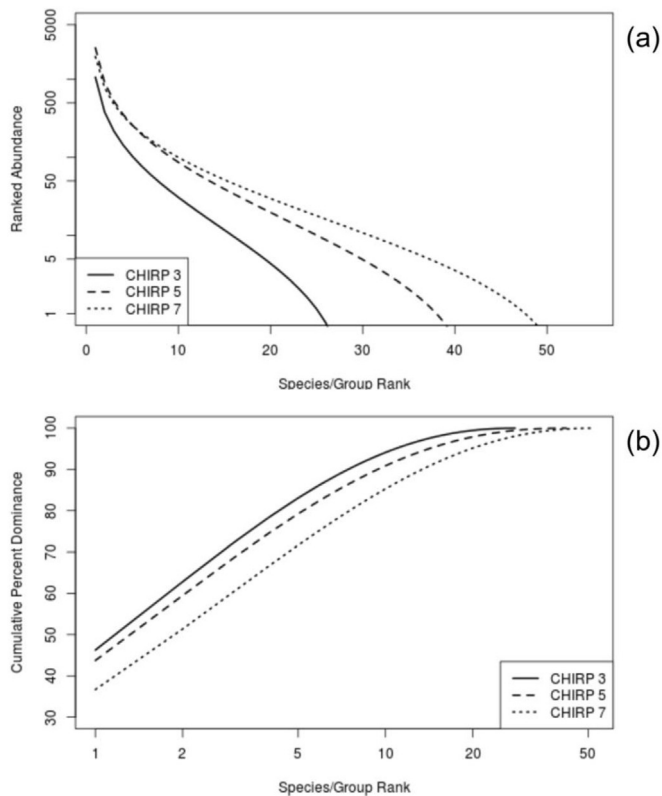 (a)
Ranked Abundance
5000
500
50
5
1
CHIRP 3
CHIRP 5
CHIRP 7
0 10 20 30 40 50
Species/Group Rank
(b)
Cumulative Percent Dominance
100
90
80
70
60
50
40
30
CHIRP 3
CHIRP 5
CHIRP 7
1 2 5 10 20 50
Species/Group Rank